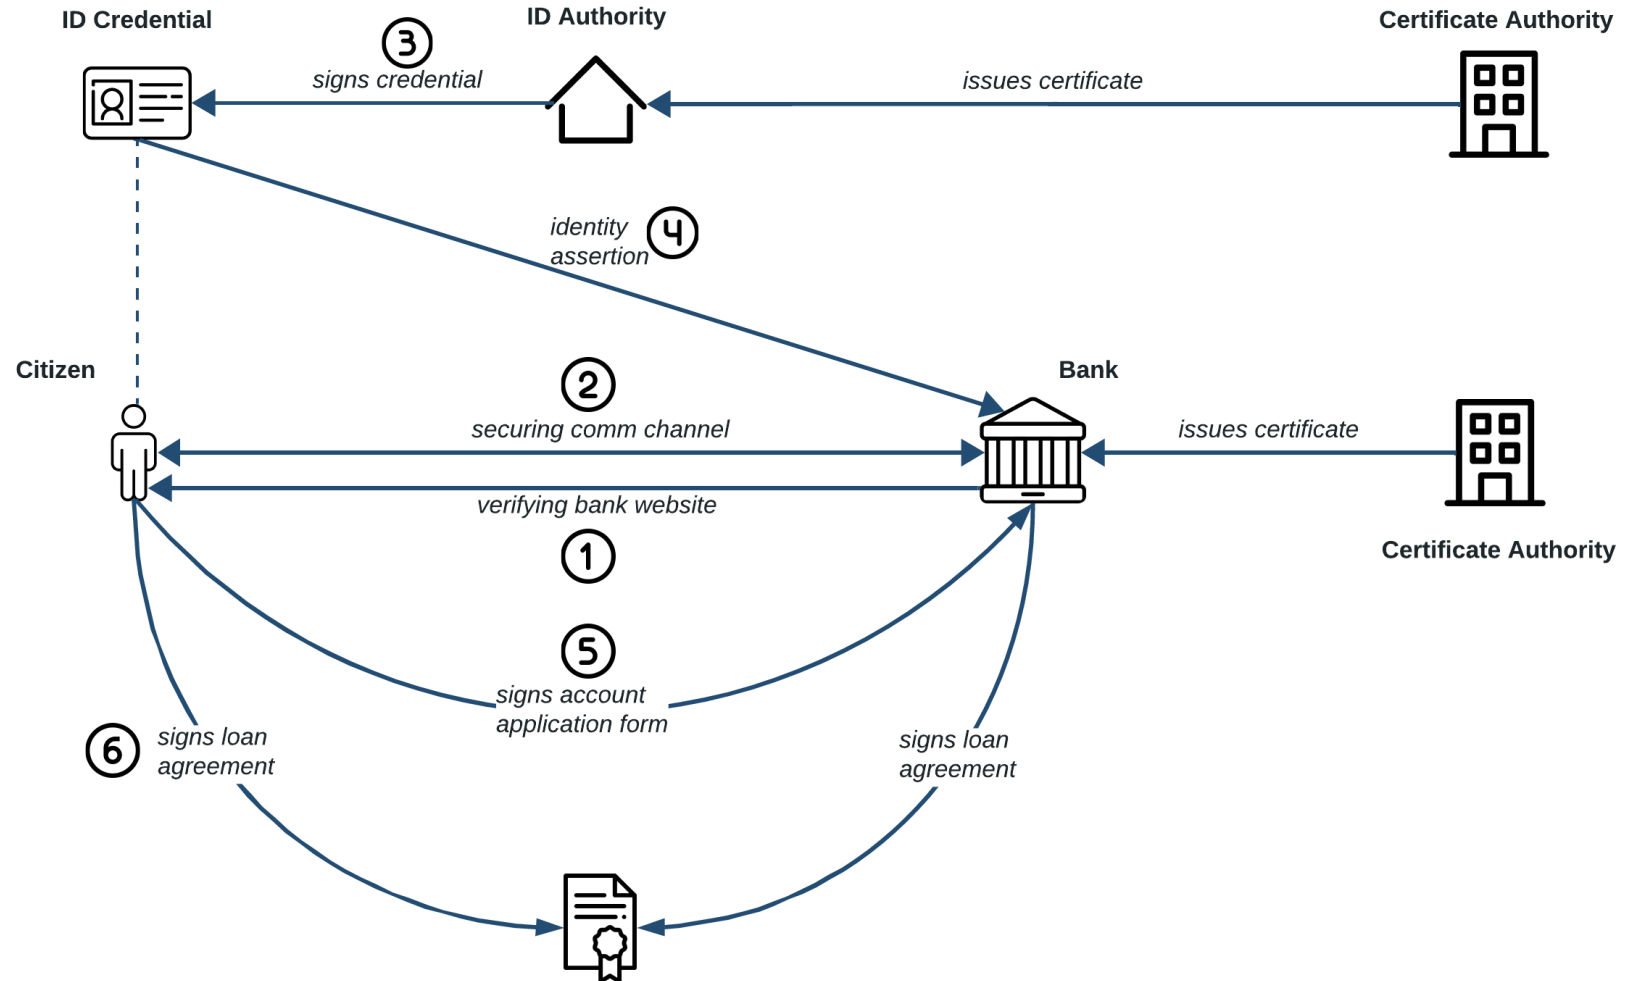 ID Credential
ID Authority
Certificate Authority
3
signs credential
issues certificate
identity
assertion
4
Citizen
Bank
2
securing comm channel
issues certificate
verifying bank website
1
Certificate Authority
5
signs account
application form
6
signs loan
agreement
signs loan
agreement